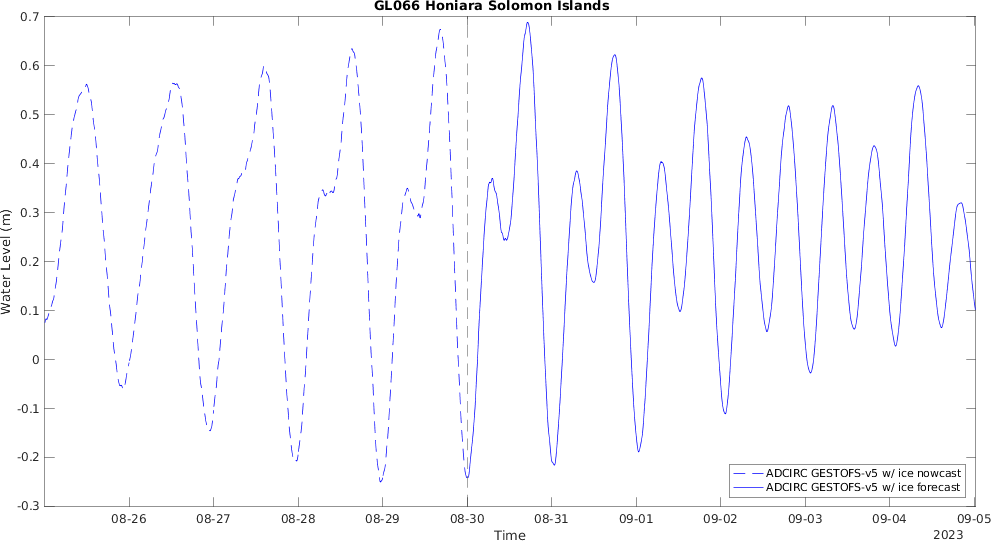 GL066 Honiara Solomon Islands
0.7
0.6
0.5
0.4
0.3
0.2
0.1
0
-0.1
-0.2
-0.3
Water Level (m)
ADCIRC GESTOFS-v5 w/ ice nowcast
ADCIRC GESTOFS-v5 w/ ice forecast
08-26 08-27 08-28 08-29 08-30 08-31 09-01 09-02 09-03 09-04 09-05
Time
2023